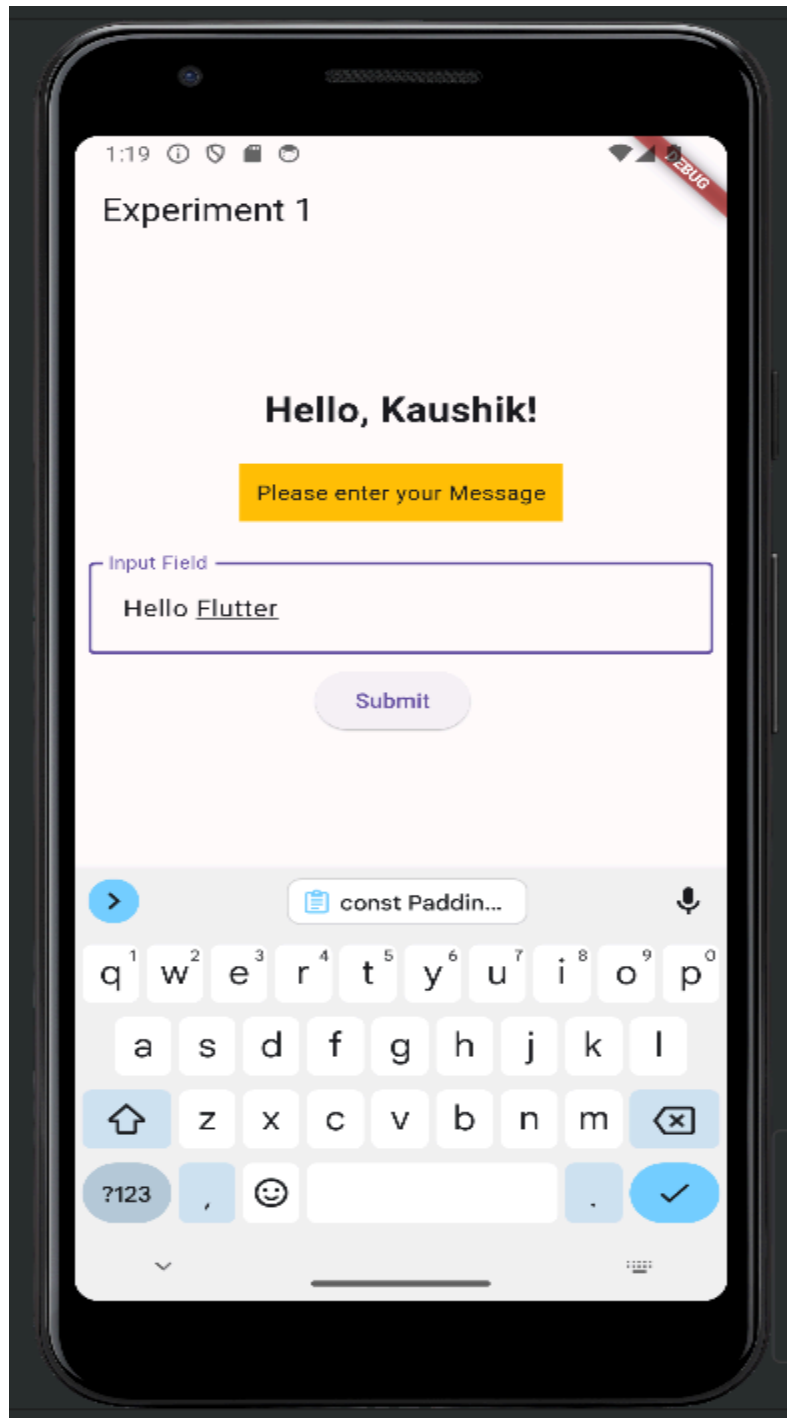 1:19
DEBUG
Experiment 1
Hello, Kaushik!
Please enter your Message
Input Field
Hello Flutter
Submit
const Paddin...
q1 w2 e3 r4 t5 y6 u7 i8 o9 p0
a s d f g h j k l
z x c v b n m
?123 , .